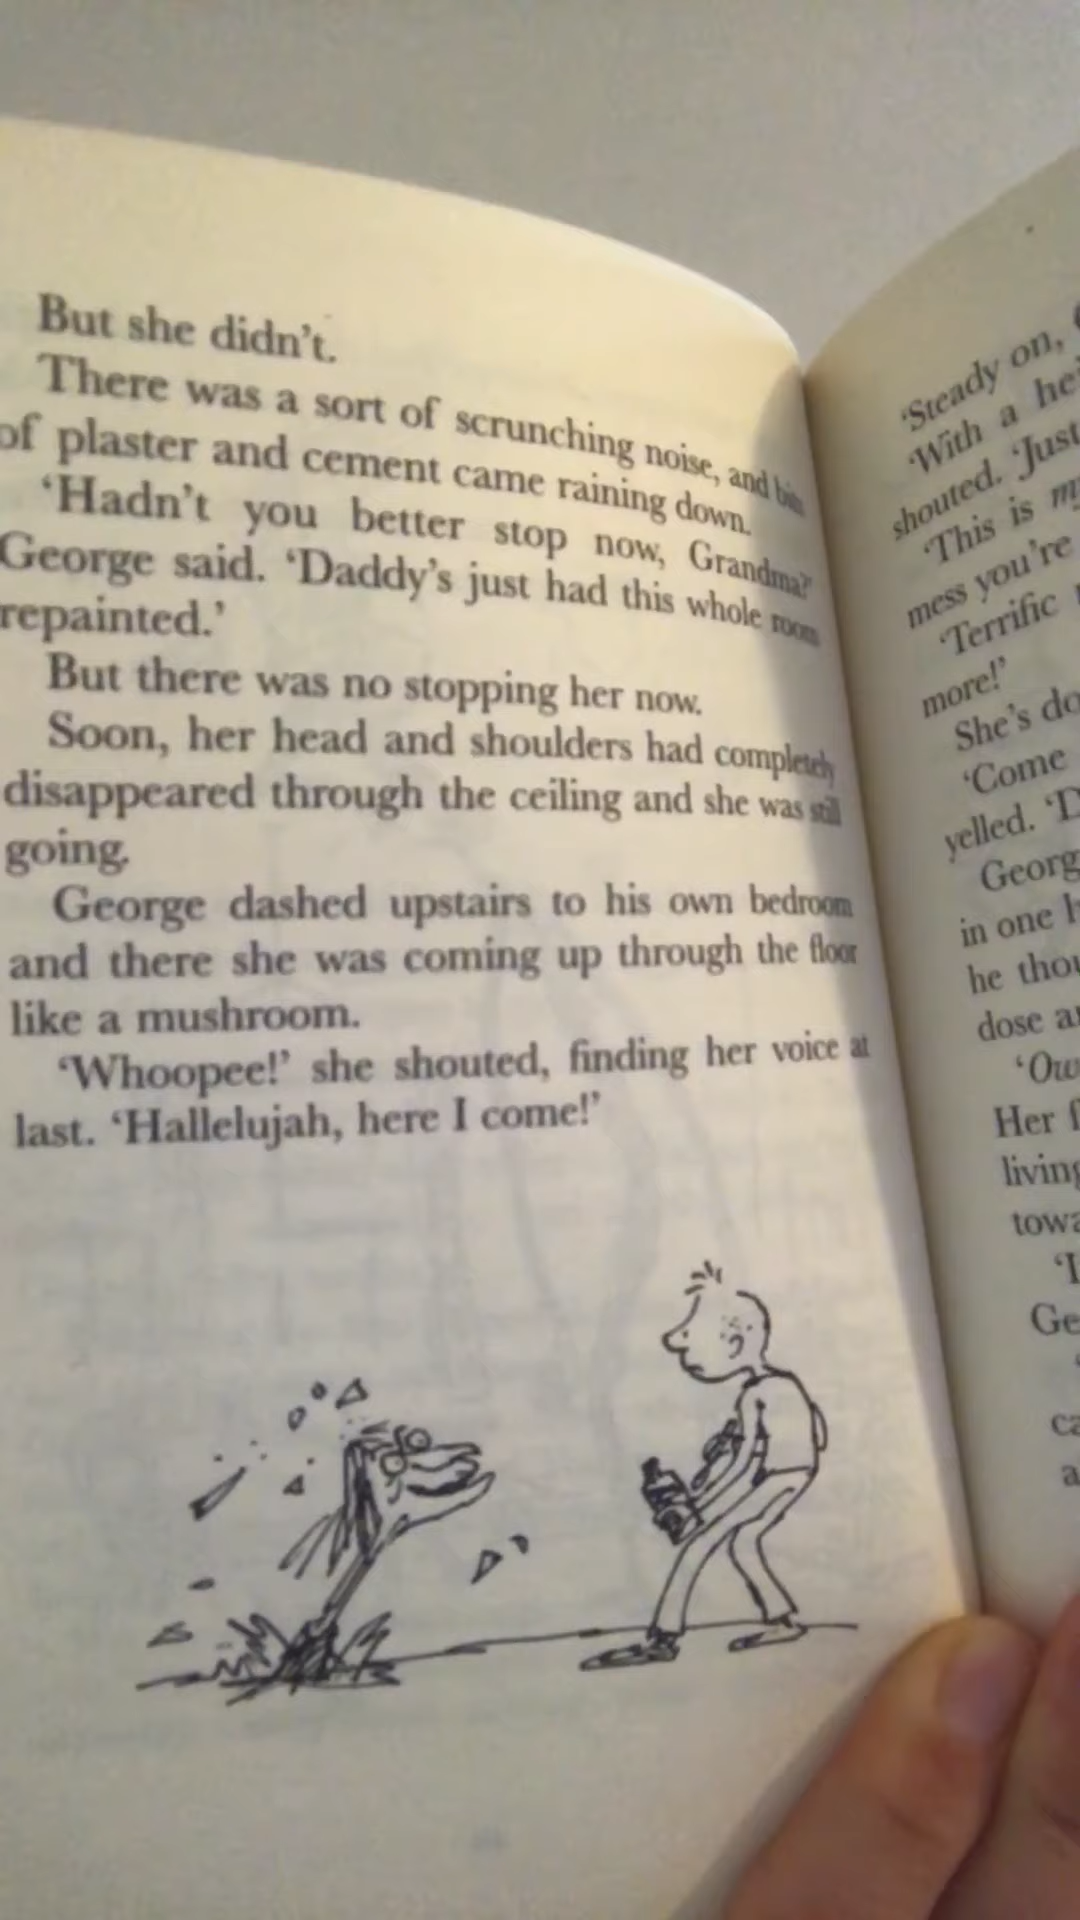 But she didn't.
There was a sort of scrunching noise, and bits
of plaster and cement came raining down.
'Hadn't you better stop now, Grandma?'
George said. 'Daddy's just had this whole room
repainted.'
But there was no stopping her now.
Soon, her head and shoulders had completely
disappeared through the ceiling and she was still
going.
George dashed upstairs to his own bedroom
and there she was coming up through the floor
like a mushroom.
'Whoopee!' she shouted, finding her voice at
last. 'Hallelujah, here I come!'
'Steady on,
'With a
shouted. 'Just
'This is
mess you're
'Terrific
more!'
She's
'Come
yelled.
in one
he
dose
Her